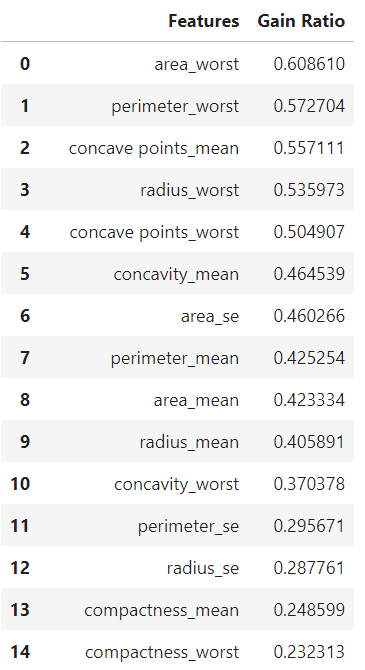 Features Gain Ratio
0 area_worst 0.608610
1 perimeter_worst 0.572704
2 concave points_mean 0.557111
3 radius_worst 0.535973
4 concave points_worst 0.504907
5 concavity_mean 0.464539
6 area_se 0.460266
7 perimeter_mean 0.425254
8 area_mean 0.423334
9 radius_mean 0.405891
10 concavity_worst 0.370378
11 perimeter_se 0.295671
12 radius_se 0.287761
13 compactness_mean 0.248599
14 compactness_worst 0.232313